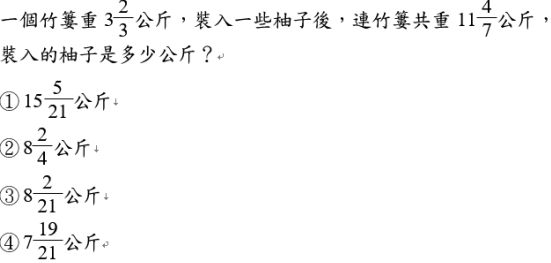 一個竹簍重 3 2/3 公斤，裝入一些柚子後，連竹簍共重 11 4/7 公斤，
裝入的柚子是多少公斤？↵
① 15 5/21 公斤↓
② 8 2/4 公斤↓
③ 8 2/21 公斤↓
④ 7 19/21 公斤↵